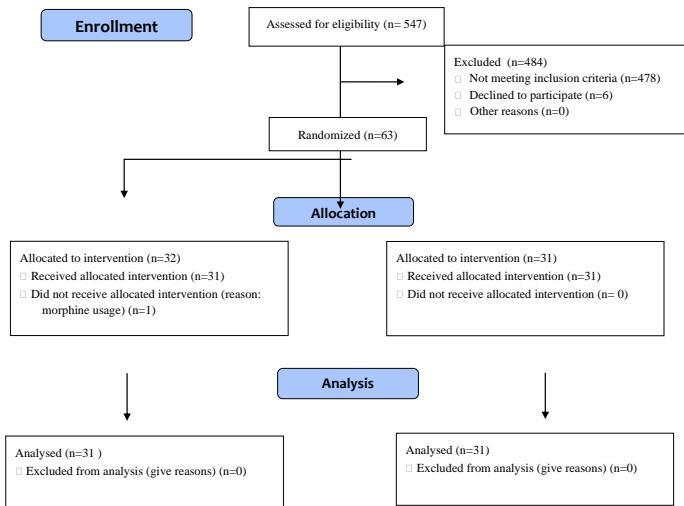 Enrollment
Assessed for eligibility (n= 547)
Excluded (n=484)
Not meeting inclusion criteria (n=478)
Declined to participate (n=6)
Other reasons (n=0)
Randomized (n=63)
Allocation
Allocated to intervention (n=32)
Received allocated intervention (n=31)
Did not receive allocated intervention (reason:
morphine usage) (n=1)
Allocated to intervention (n=31)
Received allocated intervention (n=31)
Did not receive allocated intervention (n= 0)
Analysis
Analysed (n=31 )
Excluded from analysis (give reasons) (n=0)
Analysed (n=31)
Excluded from analysis (give reasons) (n=0)